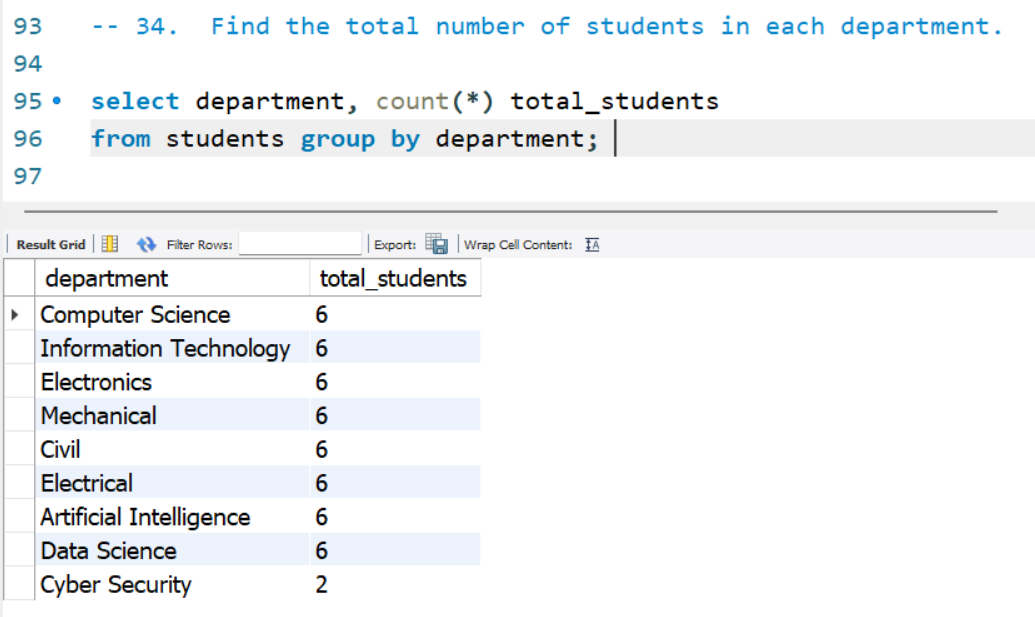 93 -- 34. Find the total number of students in each department.
94
95 select department, count(*) total_students
96 from students group by department;
97
Result Grid Filter Rows: Export: Wrap Cell Content: IA
department total_students
Computer Science 6
Information Technology 6
Electronics 6
Mechanical 6
Civil 6
Electrical 6
Artificial Intelligence 6
Data Science 6
Cyber Security 2